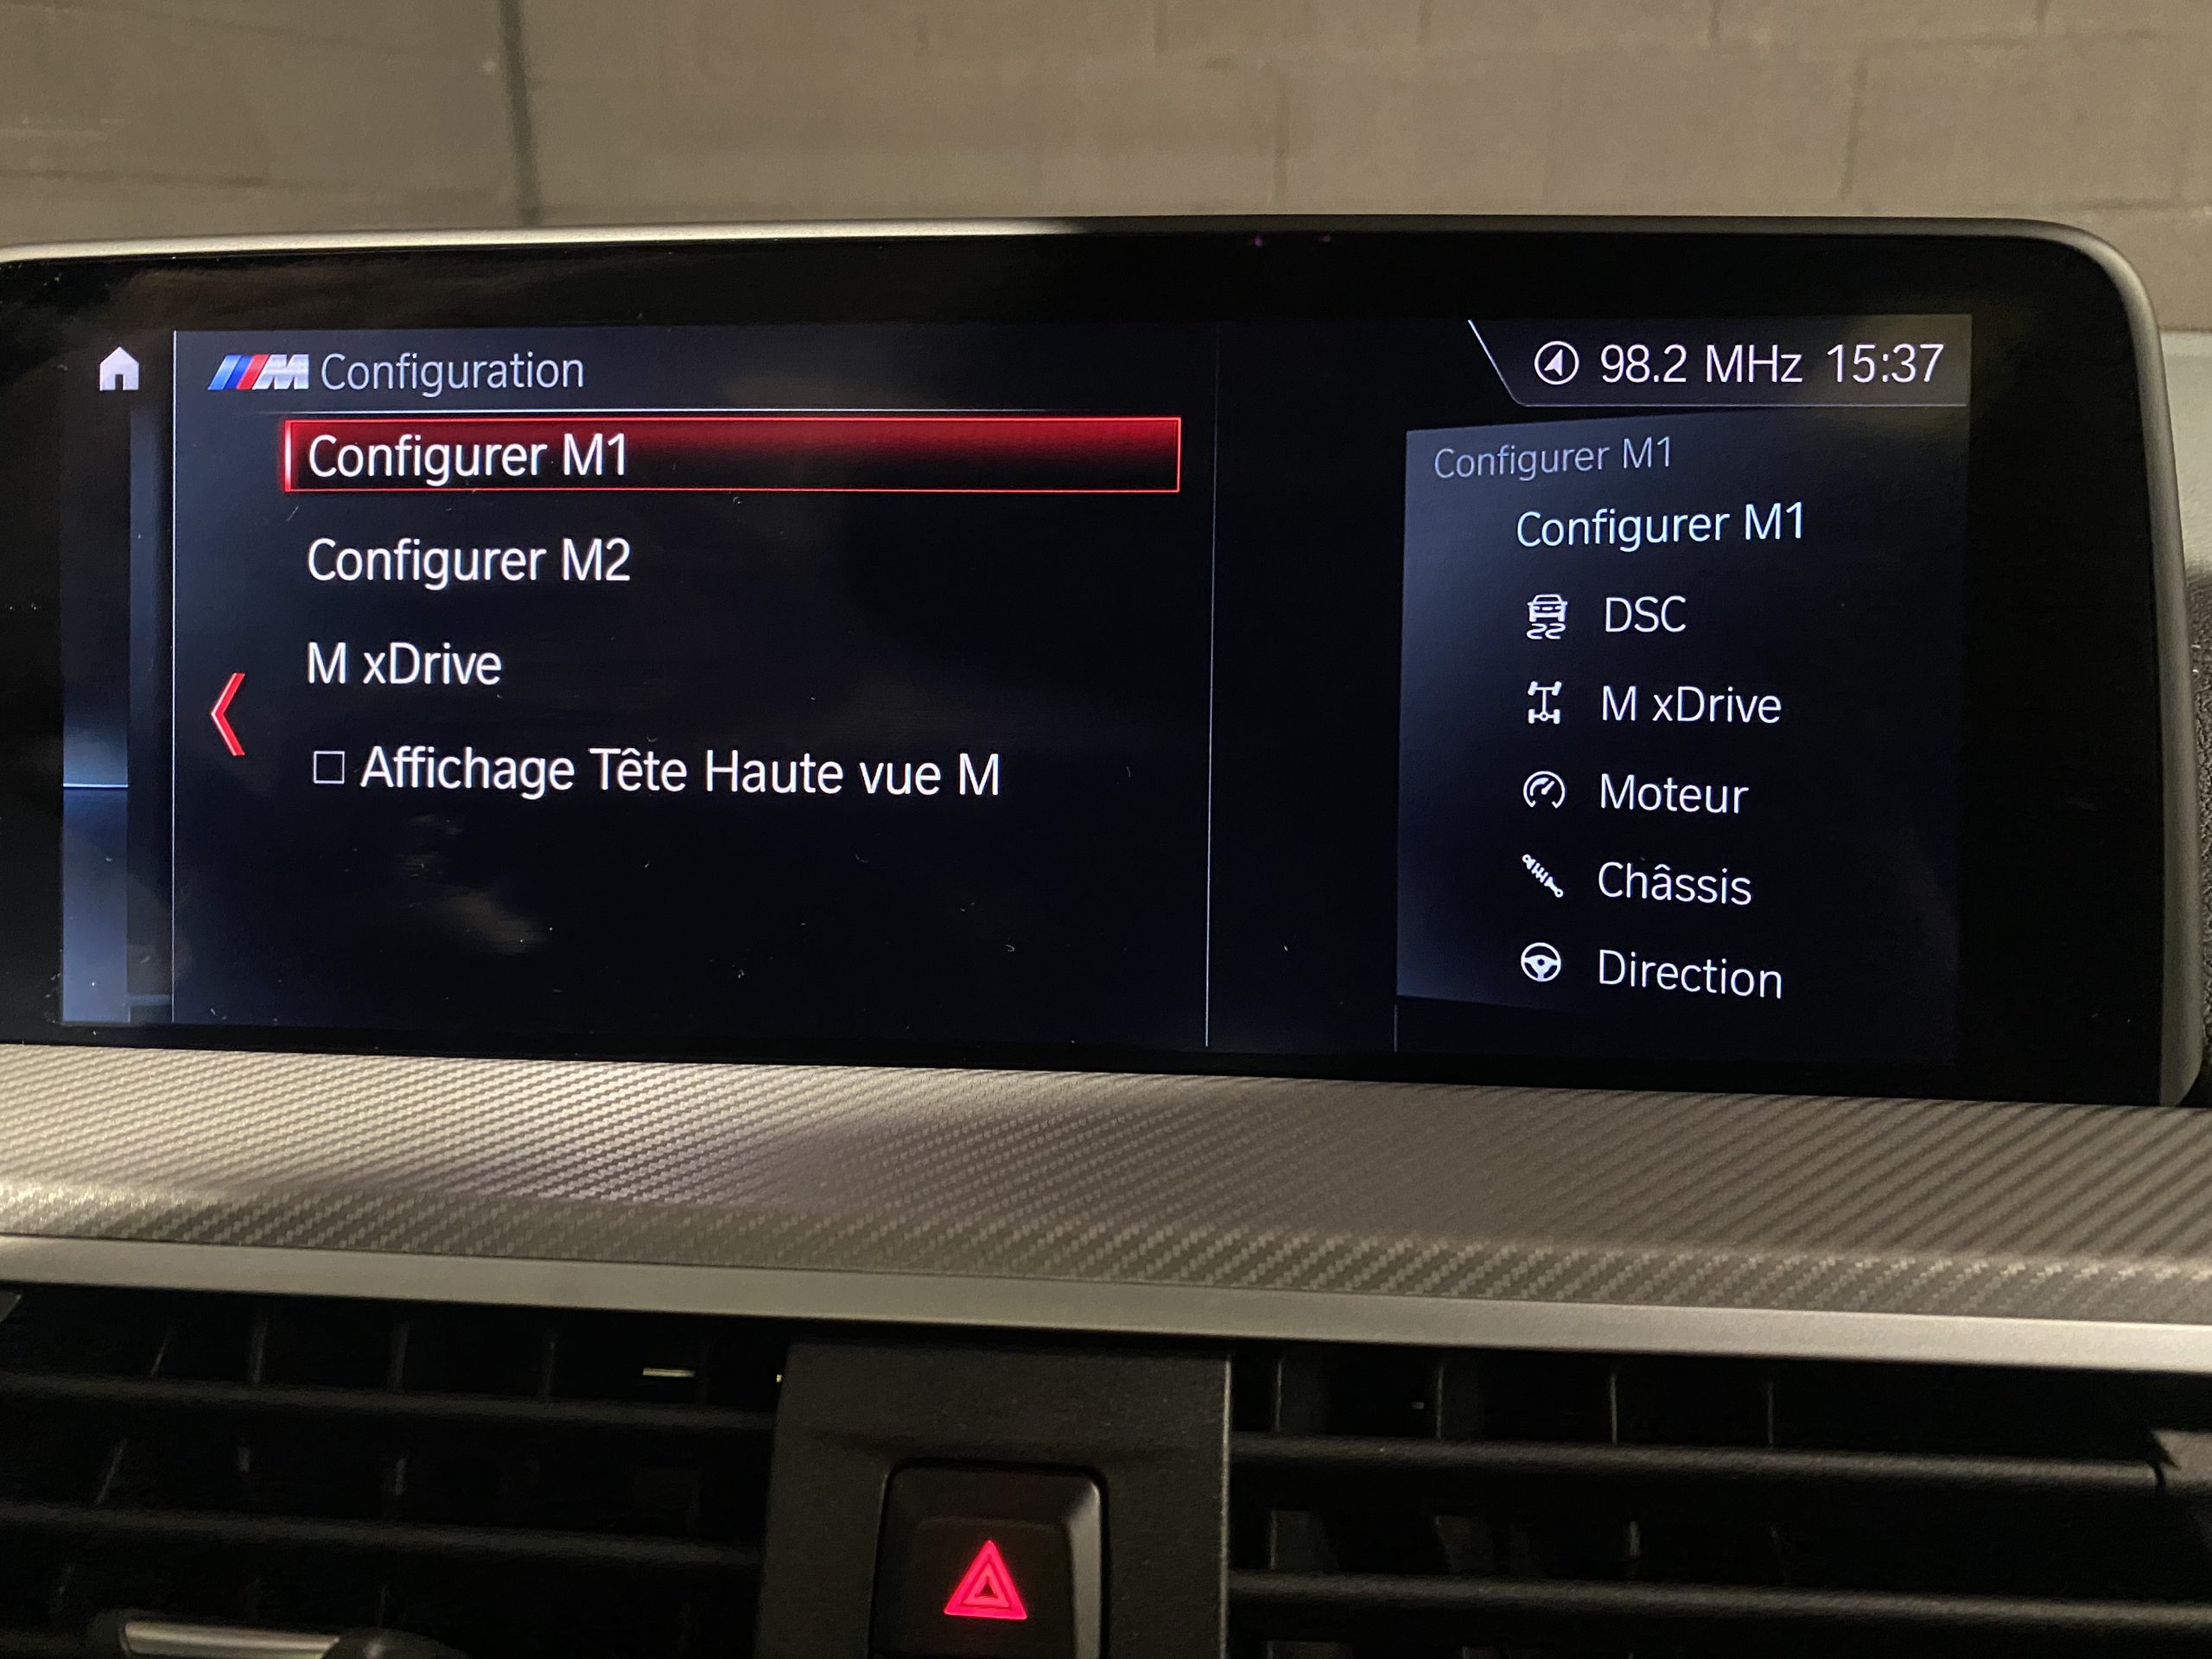 M Configuration
Configurer M1
Configurer M2
M xDrive
Affichage Tête Haute vue M
98.2 MHz 15:37
Configurer M1
Configurer M1
DSC
M xDrive
Moteur
Châssis
Direction